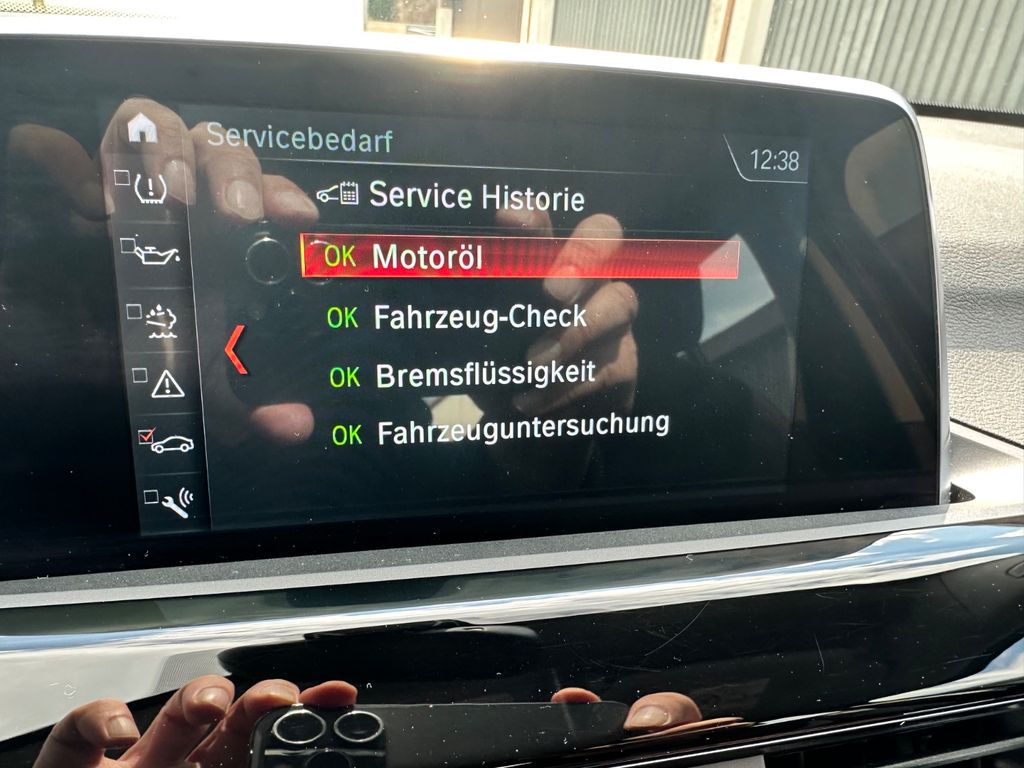 Servicebedarf
12:38
Service Historie
OK Motoröl
OK Fahrzeug-Check
OK Bremsflüssigkeit
OK Fahrzeuguntersuchung